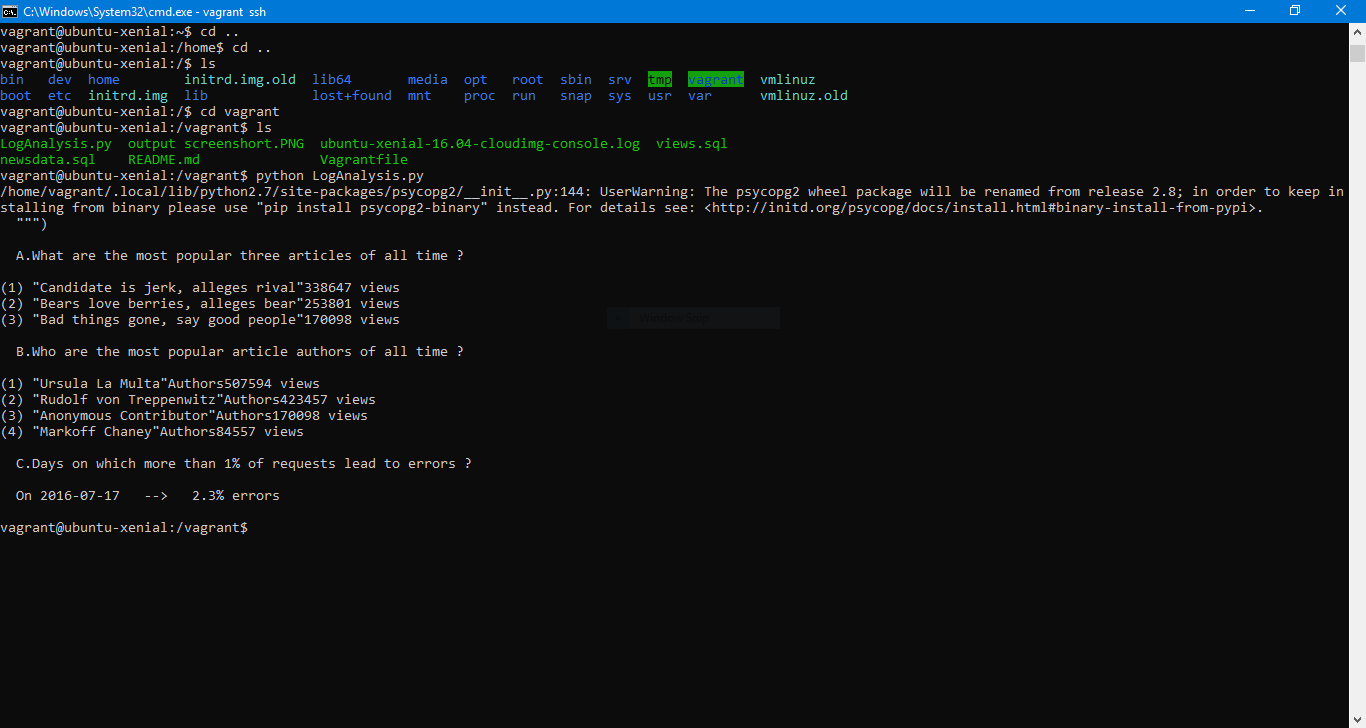 C:\Windows\System32\cmd.exe - vagrant  ssh
vagrant@ubuntu-xenial:~$ cd ..
vagrant@ubuntu-xenial:/home$ cd ..
vagrant@ubuntu-xenial:/$ ls
bin   dev  home        initrd.img.old  lib64       media  opt   root  sbin  srv  tmp  vagrant  vmlinuz
boot  etc  initrd.img  lib             lost+found  mnt    proc  run   snap  sys  usr  var      vmlinuz.old
vagrant@ubuntu-xenial:/$ cd vagrant
vagrant@ubuntu-xenial:/vagrant$ ls
LogAnalysis.py  output screenshort.PNG  ubuntu-xenial-16.04-cloudimg-console.log  views.sql
newsdata.sql    README.md               Vagrantfile
vagrant@ubuntu-xenial:/vagrant$ python LogAnalysis.py
/home/vagrant/.local/lib/python2.7/site-packages/psycopg2/__init__.py:144: UserWarning: The psycopg2 wheel package will be renamed from release 2.8; in order to keep in
stalling from binary please use "pip install psycopg2-binary" instead. For details see: <http://initd.org/psycopg/docs/install.html#binary-install-from-pypi>.
  """)
  A.What are the most popular three articles of all time ?
(1) "Candidate is jerk, alleges rival"338647 views
(2) "Bears love berries, alleges bear"253801 views
(3) "Bad things gone, say good people"170098 views
  B.Who are the most popular article authors of all time ?
(1) "Ursula La Multa"Authors507594 views
(2) "Rudolf von Treppenwitz"Authors423457 views
(3) "Anonymous Contributor"Authors170098 views
(4) "Markoff Chaney"Authors84557 views
  C.Days on which more than 1% of requests lead to errors ?
  On 2016-07-17   -->   2.3% errors
vagrant@ubuntu-xenial:/vagrant$